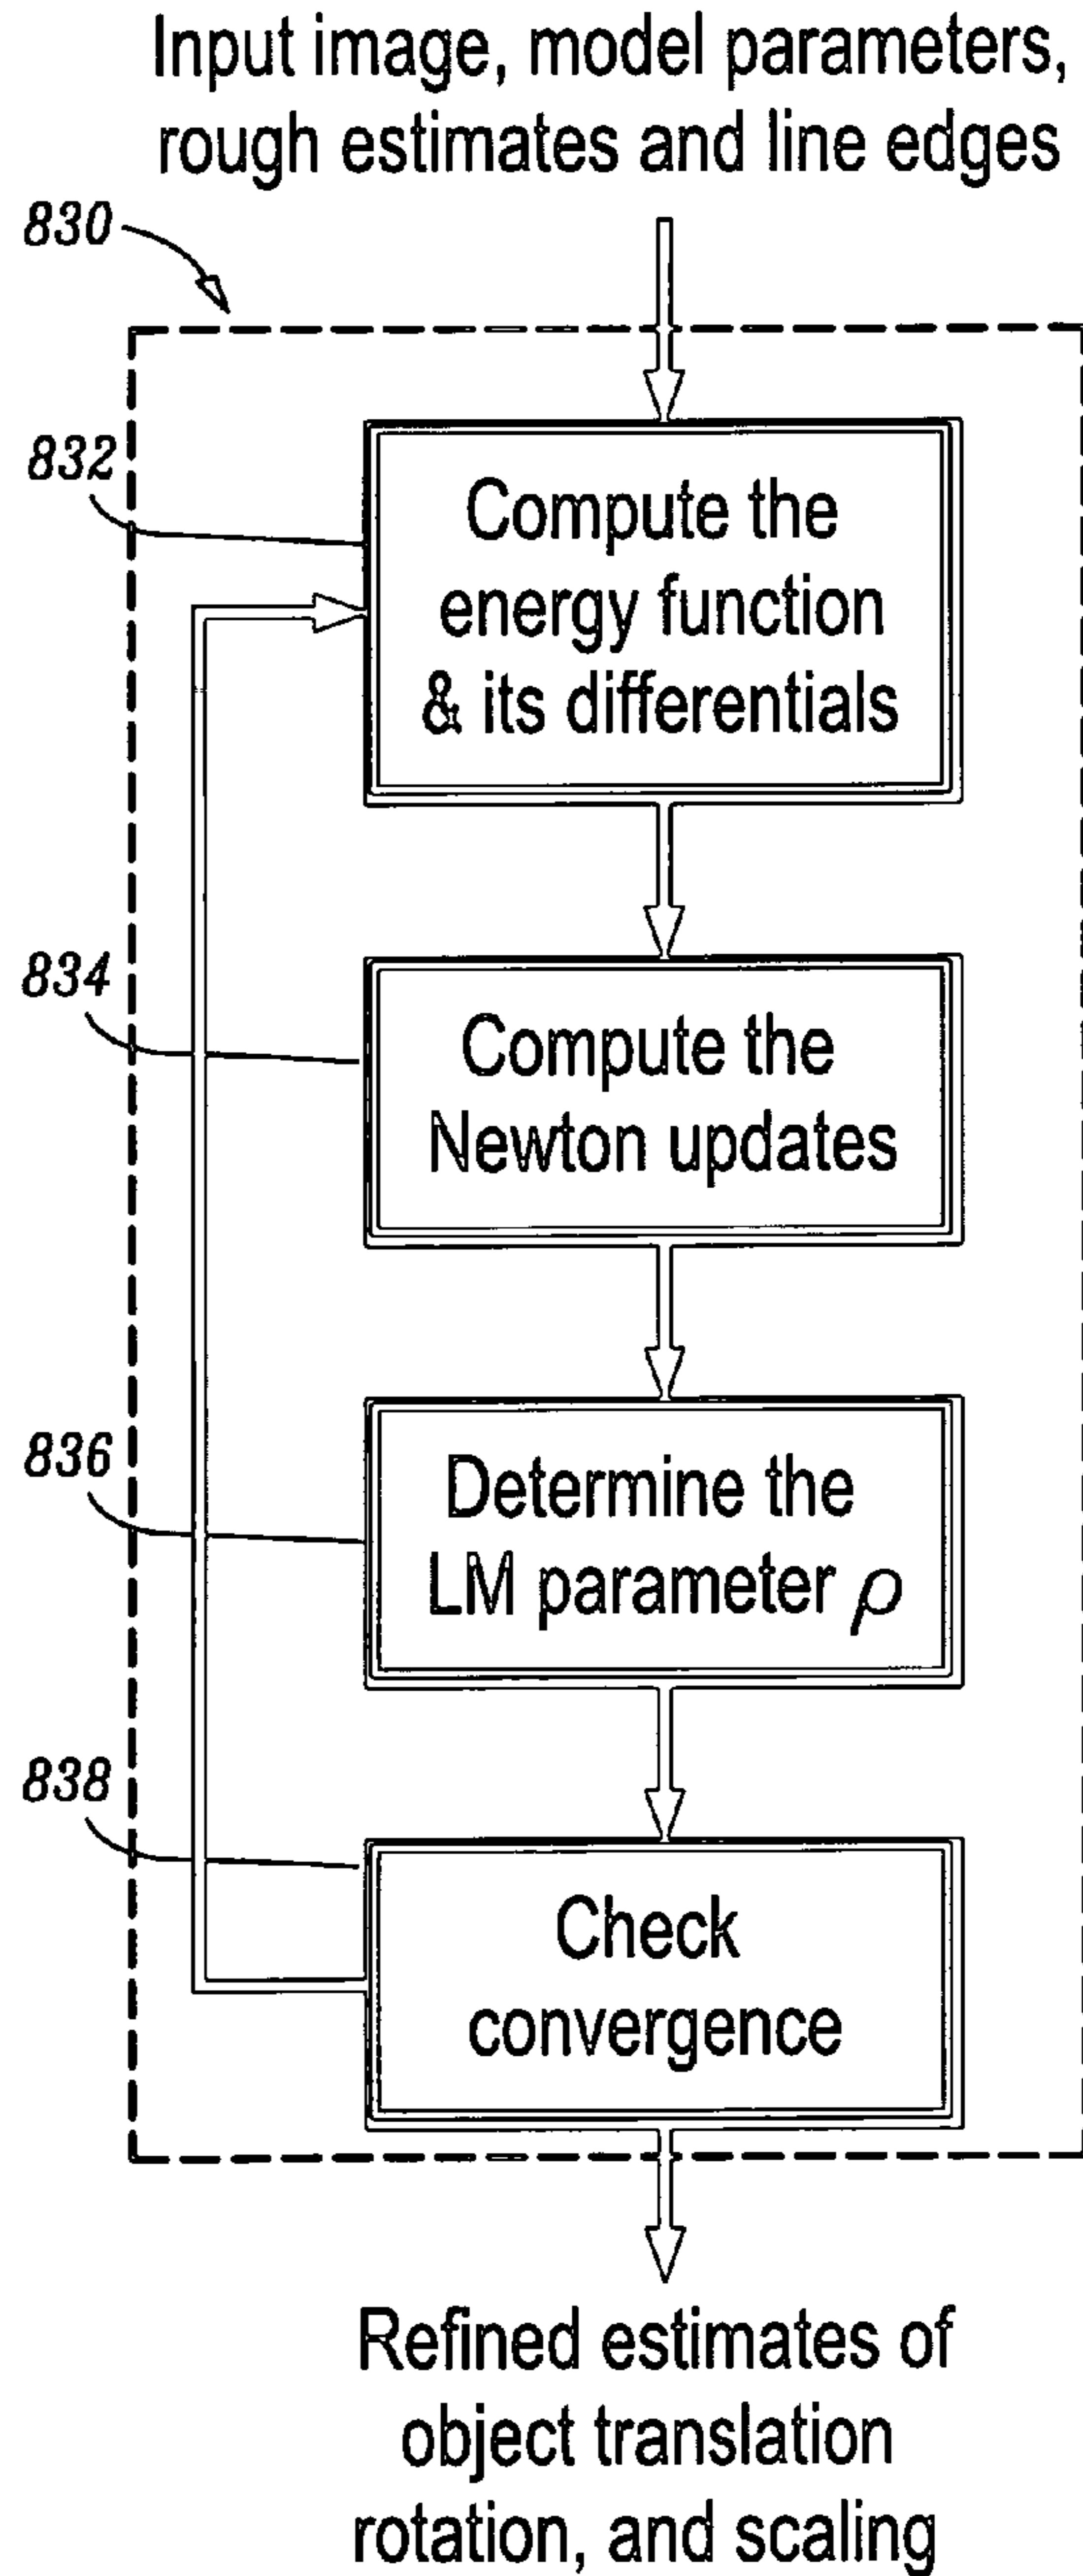 Input image, model parameters,
rough estimates and line edges
830
832
Compute the
energy function
& its differentials
834
Compute the
Newton updates
836
Determine the
LM parameter ρ
838
Check
convergence
Refined estimates of
object translation
rotation, and scaling